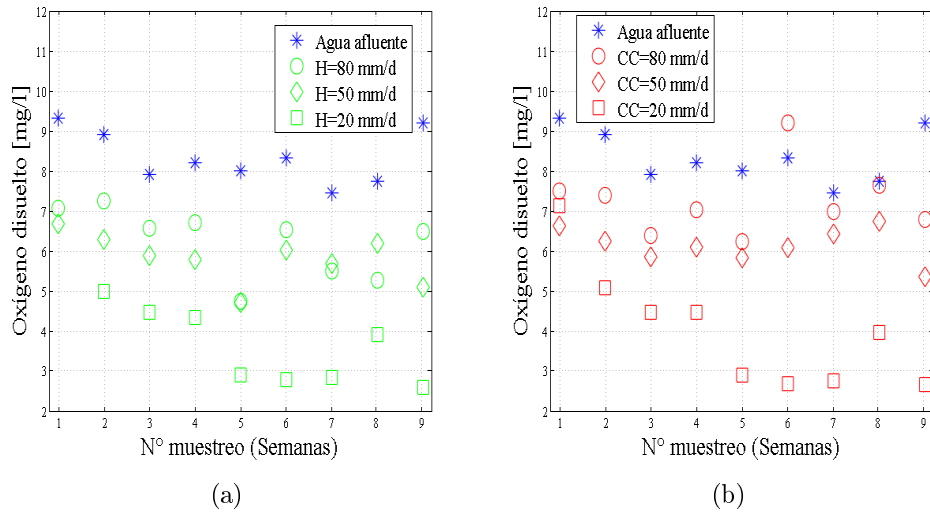 12
11
10
9
8
7
6
5
4
3
2
Oxígeno disuelto [mg/l]
Agua afluente
H=80 mm/d
H=50 mm/d
H=20 mm/d
1 2 3 4 5 6 7 8 9
N° muestreo (Semanas)
(a)
12
11
10
9
8
7
6
5
4
3
2
Oxígeno disuelto [mg/l]
Agua afluente
CC=80 mm/d
CC=50 mm/d
CC=20 mm/d
1 2 3 4 5 6 7 8 9
N° muestreo (Semanas)
(b)